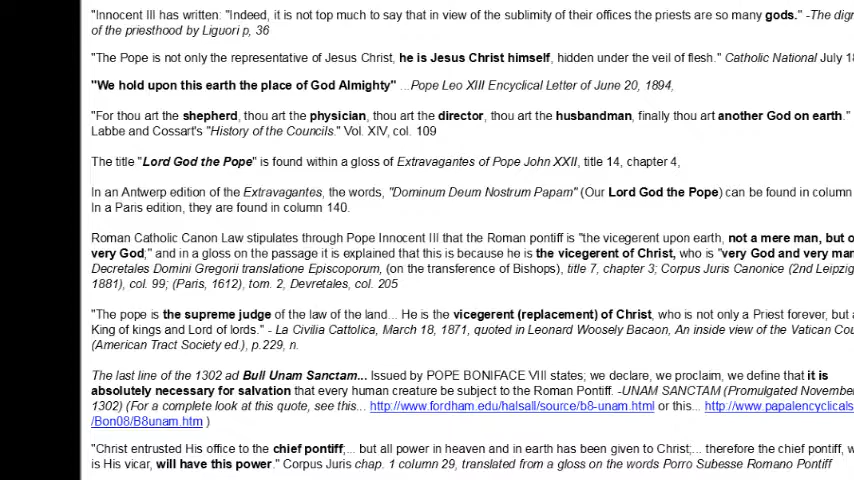 "Innocent III has written: "Indeed, it is not top much to say that in view of the sublimity of their offices the priests are so many gods." -The dig
of the priesthood by Liguori p, 36
"The Pope is not only the representative of Jesus Christ, he is Jesus Christ himself, hidden under the veil of flesh." Catholic National July 1
"We hold upon this earth the place of God Almighty" ...Pope Leo XIII Encyclical Letter of June 20, 1894,
"For thou art the shepherd, thou art the physician, thou art the director, thou art the husbandman, finally thou art another God on earth."
Labbe and Cossart's "History of the Councils." Vol. XIV, col. 109
The title "Lord God the Pope" is found within a gloss of Extravagantes of Pope John XXII, title 14, chapter 4,
In an Antwerp edition of the Extravagantes, the words, "Dominum Deum Nostrum Papam" (Our Lord God the Pope) can be found in column
In a Paris edition, they are found in column 140.
Roman Catholic Canon Law stipulates through Pope Innocent III that the Roman pontiff is "the vicegerent upon earth, not a mere man, but
very God;" and in a gloss on the passage it is explained that this is because he is the vicegerent of Christ, who is "very God and very
Decretales Domini Gregorii translatione Episcoporum, (on the transference of Bishops), title 7, chapter 3; Corpus Juris Canonice (2nd Leipzig
1881), col. 99; (Paris, 1612), tom. 2, Devretales, col. 205
"The pope is the supreme judge of the law of the land... He is the vicegerent (replacement) of Christ, who is not only a Priest forever, but
King of kings and Lord of lords." - La Civilia Cattolica, March 18, 1871, quoted in Leonard Woosely Bacaon, An inside view of the Vatican
(American Tract Society ed.), p.229, n.
The last line of the 1302 ad Bull Unam Sanctam... Issued by POPE BONIFACE VIII states; we declare, we proclaim, we define that it is
absolutely necessary for salvation that every human creature be subject to the Roman Pontiff. -UNAM SANCTAM (Promulgated November
1302) (For a complete look at this quote, see this... http://www.fordham.edu/halsall/source/b8-unam.html or this... http://www.papalencyclicals
/Bon08/B8unam.htm )
"Christ entrusted His office to the chief pontiff;... but all power in heaven and in earth has been given to Christ;... therefore the chief pontiff,
is His vicar, will have this power." Corpus Juris chap. 1 column 29, translated from a gloss on the words Porro Subesse Romano Pontiff